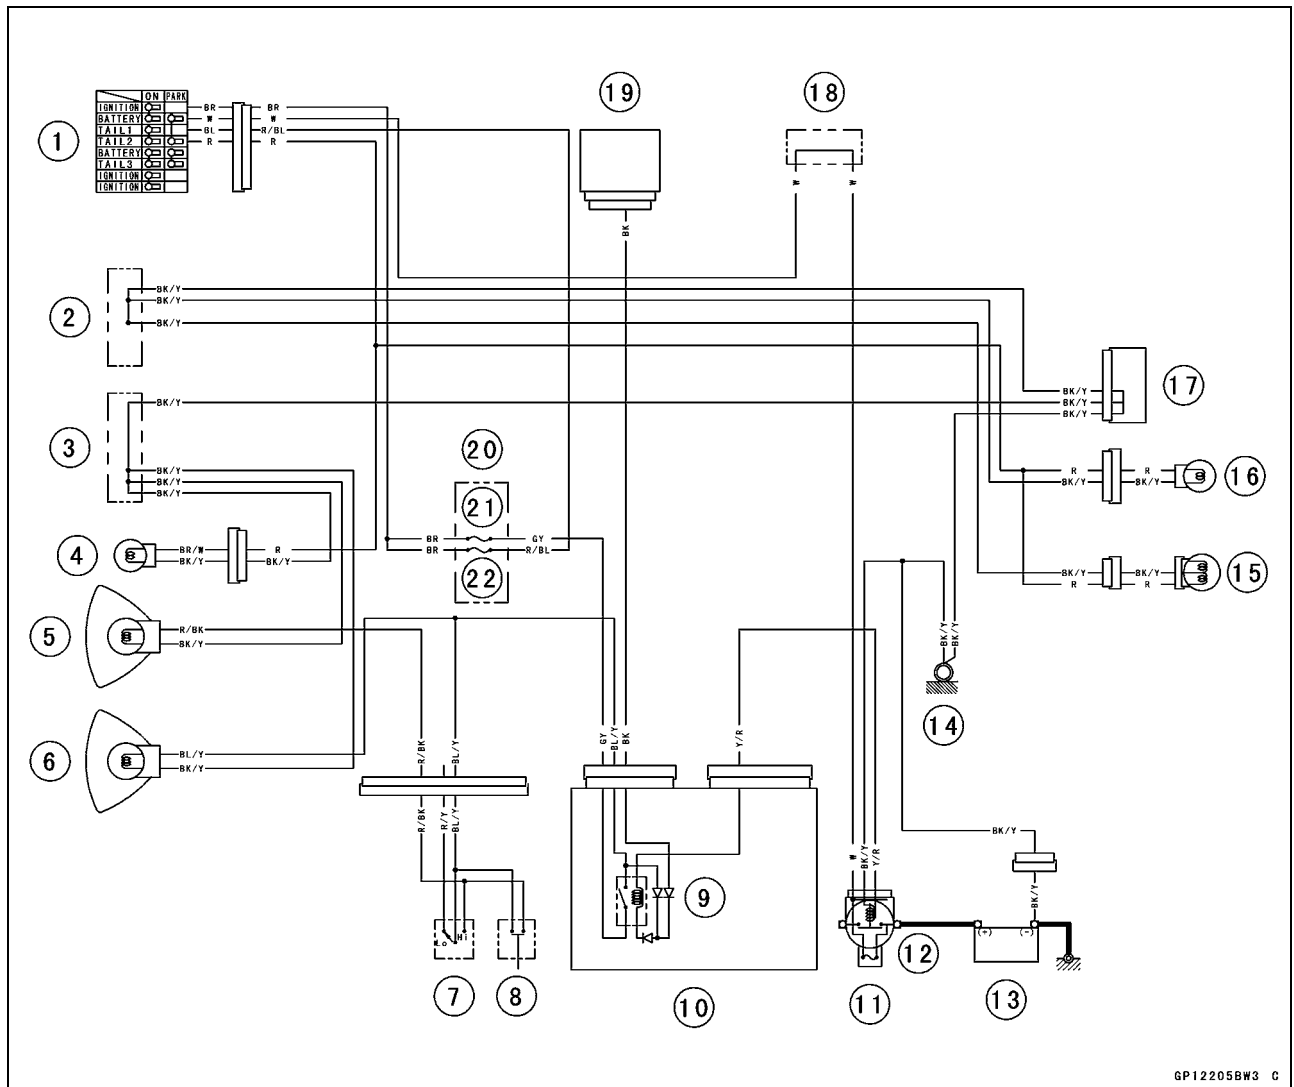 ON PARK
IGNITION
BATTERY
TAIL1
TAIL2
BATTERY
TAIL3
IGNITION
IGNITION
BR BR
W W
BL R/BL
R R
1
19
18
BK
W W
2
BK/Y
BK/Y
BK/Y
3
BK/Y
BK/Y
BK/Y
BK/Y
17
BK/Y
BK/Y
BK/Y
20
21
22
BR GY
BR R/BL
16
R R
BK/Y BK/Y
4
BR/W R
BK/Y BK/Y
15
BK/Y BK/Y
R R
5
R/BK
BK/Y
6
BL/Y
BK/Y
BK/Y
BK/Y
14
R/BK
BL/Y
GY
BL/Y
BK
Y/R
R/BK
R/Y
BL/Y
BK/Y
W
BK/Y
Y/R
BK/Y
9
Lo Hi
7
8
10
11
12
(+) (-)
13
GP12205BW3 C